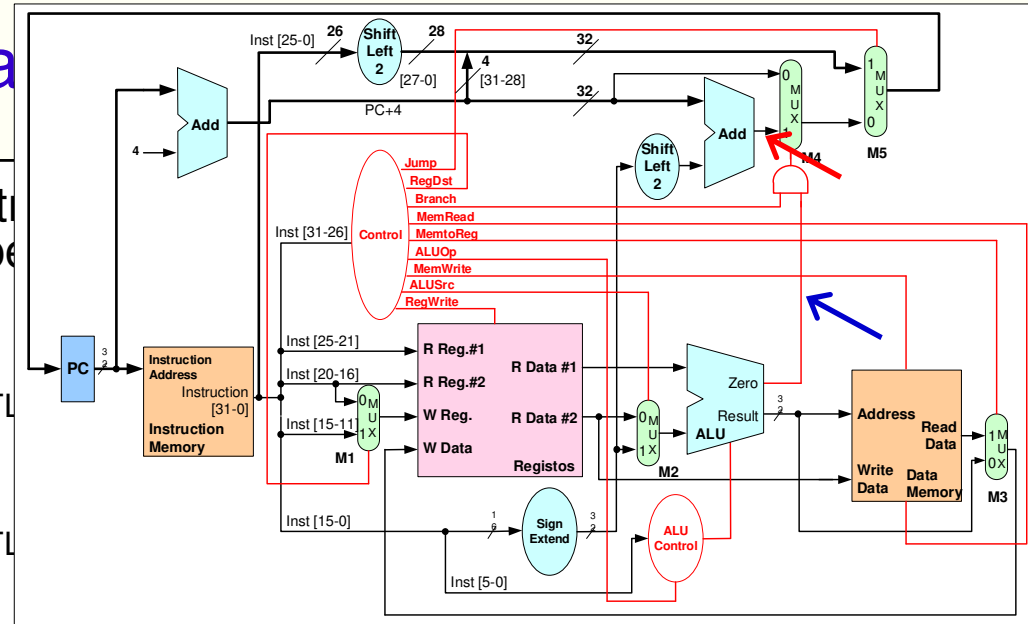 Inst [25-0]
26
Shift
Left
2
28
[27-0]
4
[31-28]
32
1
M
U
X
0
M5
Add
4
PC+4
32
Add
0
M
U
X
1
M4
Shift
Left
2
Control
Jump
RegDst
Branch
MemRead
MemtoReg
ALUOp
MemWrite
ALUSrc
RegWrite
Inst [31-26]
PC
32
Instruction
Address
Instruction
[31-0]
Instruction
Memory
Inst [25-21]
Inst [20-16]
Inst [15-11]
0
M
U
1
X
M1
R Reg.#1
R Reg.#2
W Reg.
W Data
R Data #1
R Data #2
Registos
0
M
U
1
X
M2
Zero
Result
ALU
32
Address
Read
Data
Write
Data
Data
Memory
1
M
U
0
X
M3
Inst [15-0]
16
Sign
Extend
32
ALU
Control
Inst [5-0]